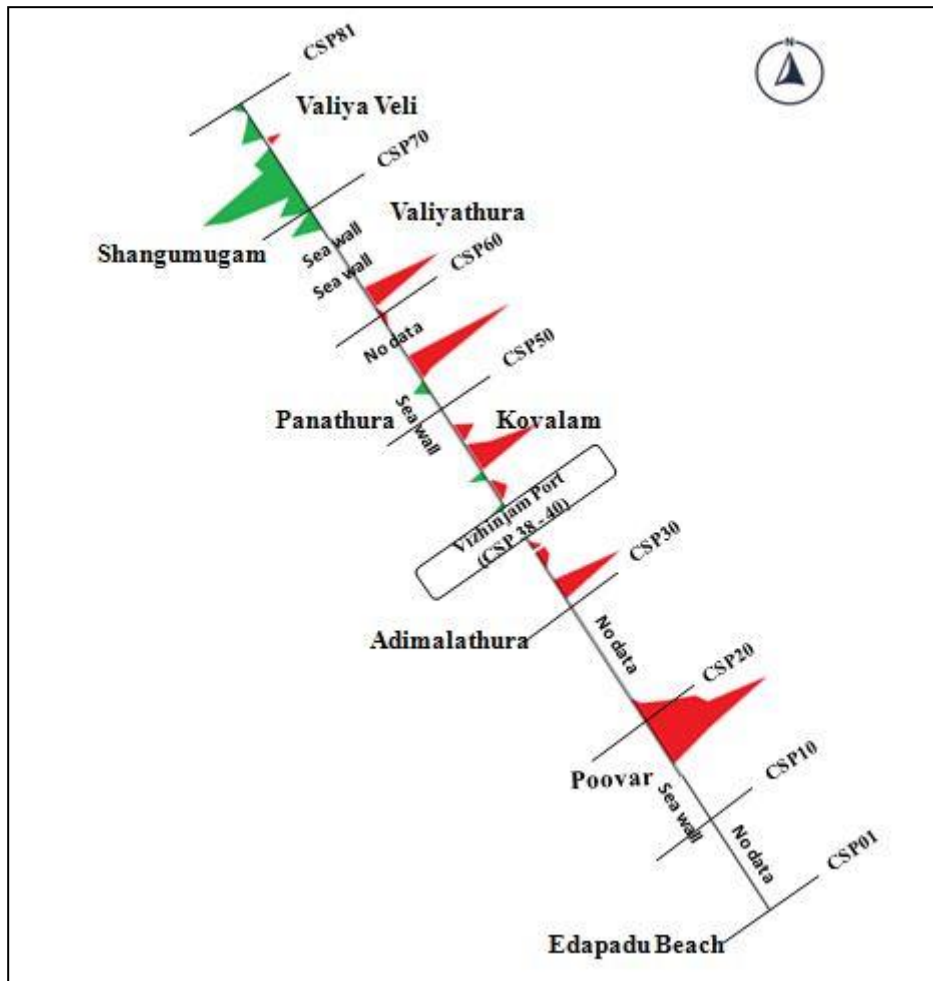 CSP81
N
Valiya Veli
CSP70
Valiyathura
Shangumugam
Sea wall
Sea wall
CSP60
No data
CSP50
Panathura
Sea wall
Kovalam
Vizhinjam Port
(CSP 38 - 40)
CSP30
Adimalathura
No data
CSP20
Poovar
CSP10
Sea wall
No data
CSP01
Edapadu Beach